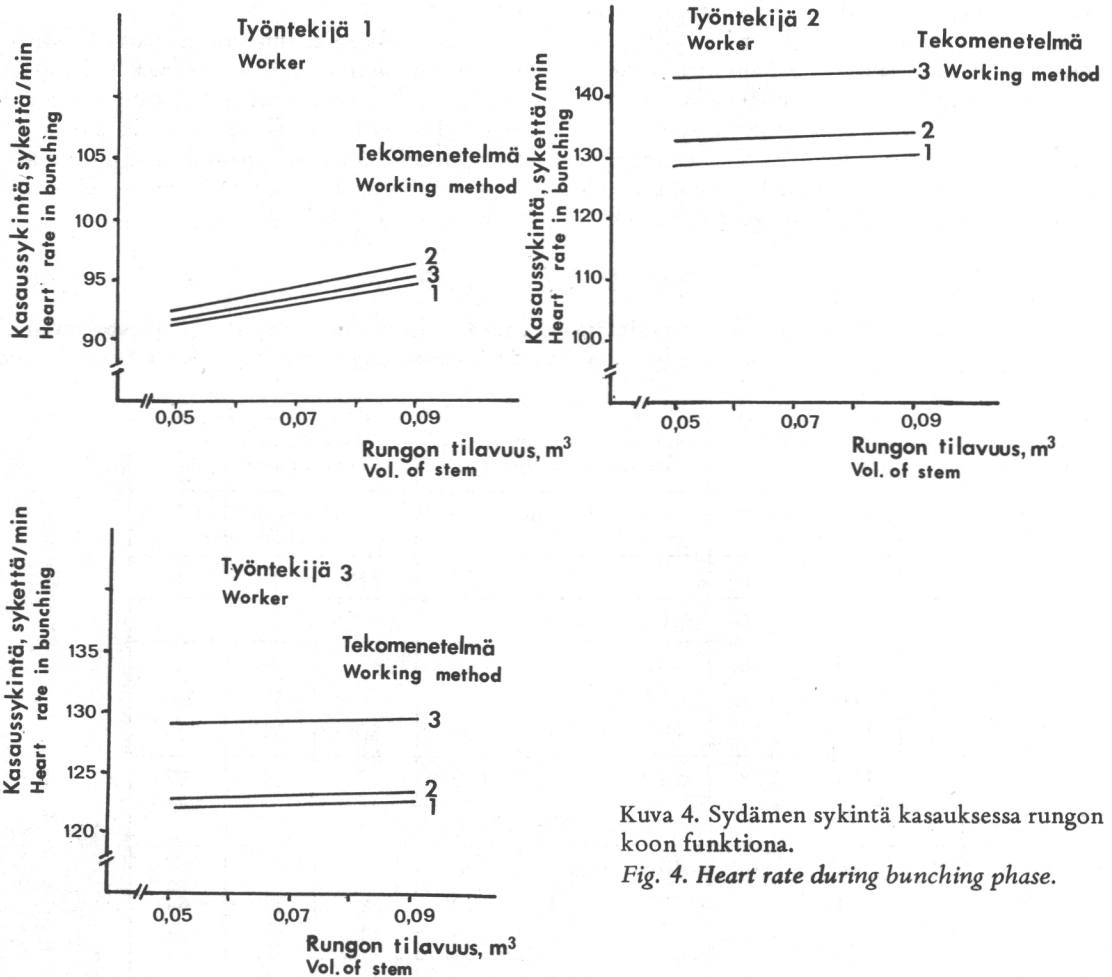 Työntekijä 1
Worker
Kasaussykintä, sykettä/min
Heart rate in bunching
Tekomenetelmä
Working method
105
100
95
90
2
3
1
0,05 0,07 0,09
Rungon tilavuus, m³
Vol. of stem
Työntekijä 2
Worker
Kasaussykintä, sykettä/min
Heart rate in bunching
Tekomenetelmä
3 Working method
2
1
140
130
120
110
100
0,05 0,07 0,09
Rungon tilavuus, m³
Vol. of stem
Työntekijä 3
Worker
Kasaussykintä, sykettä/min
Heart rate in bunching
Tekomenetelmä
Working method
135
130
125
120
3
2
1
0,05 0,07 0,09
Rungon tilavuus, m³
Vol. of stem
Kuva 4. Sydämen sykintä kasauksessa rungon
koon funktiona.
Fig. 4. Heart rate during bunching phase.